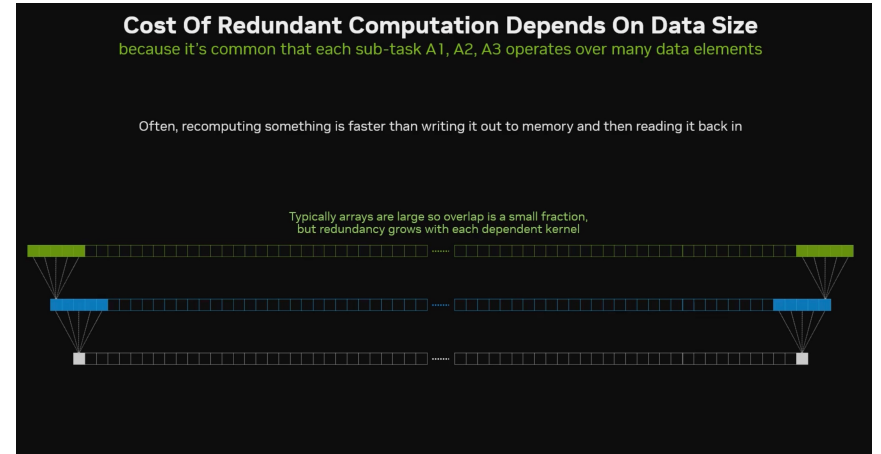 Cost Of Redundant Computation Depends On Data Size
because it's common that each sub-task A1, A2, A3 operates over many data elements
Often, recomputing something is faster than writing it out to memory and then reading it back in
Typically arrays are large so overlap is a small fraction,
but redundancy grows with each dependent kernel